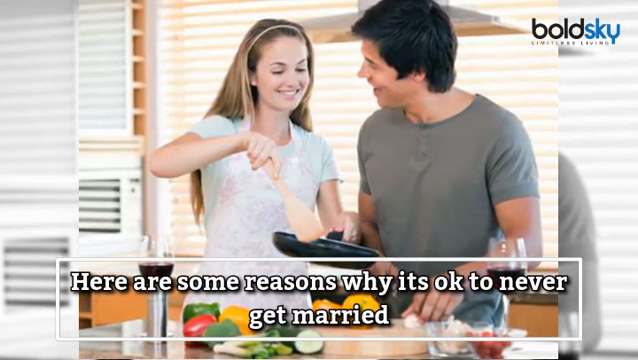 boldsky
LIMITLESS LIVING
Here are some reasons why its ok to never
get married